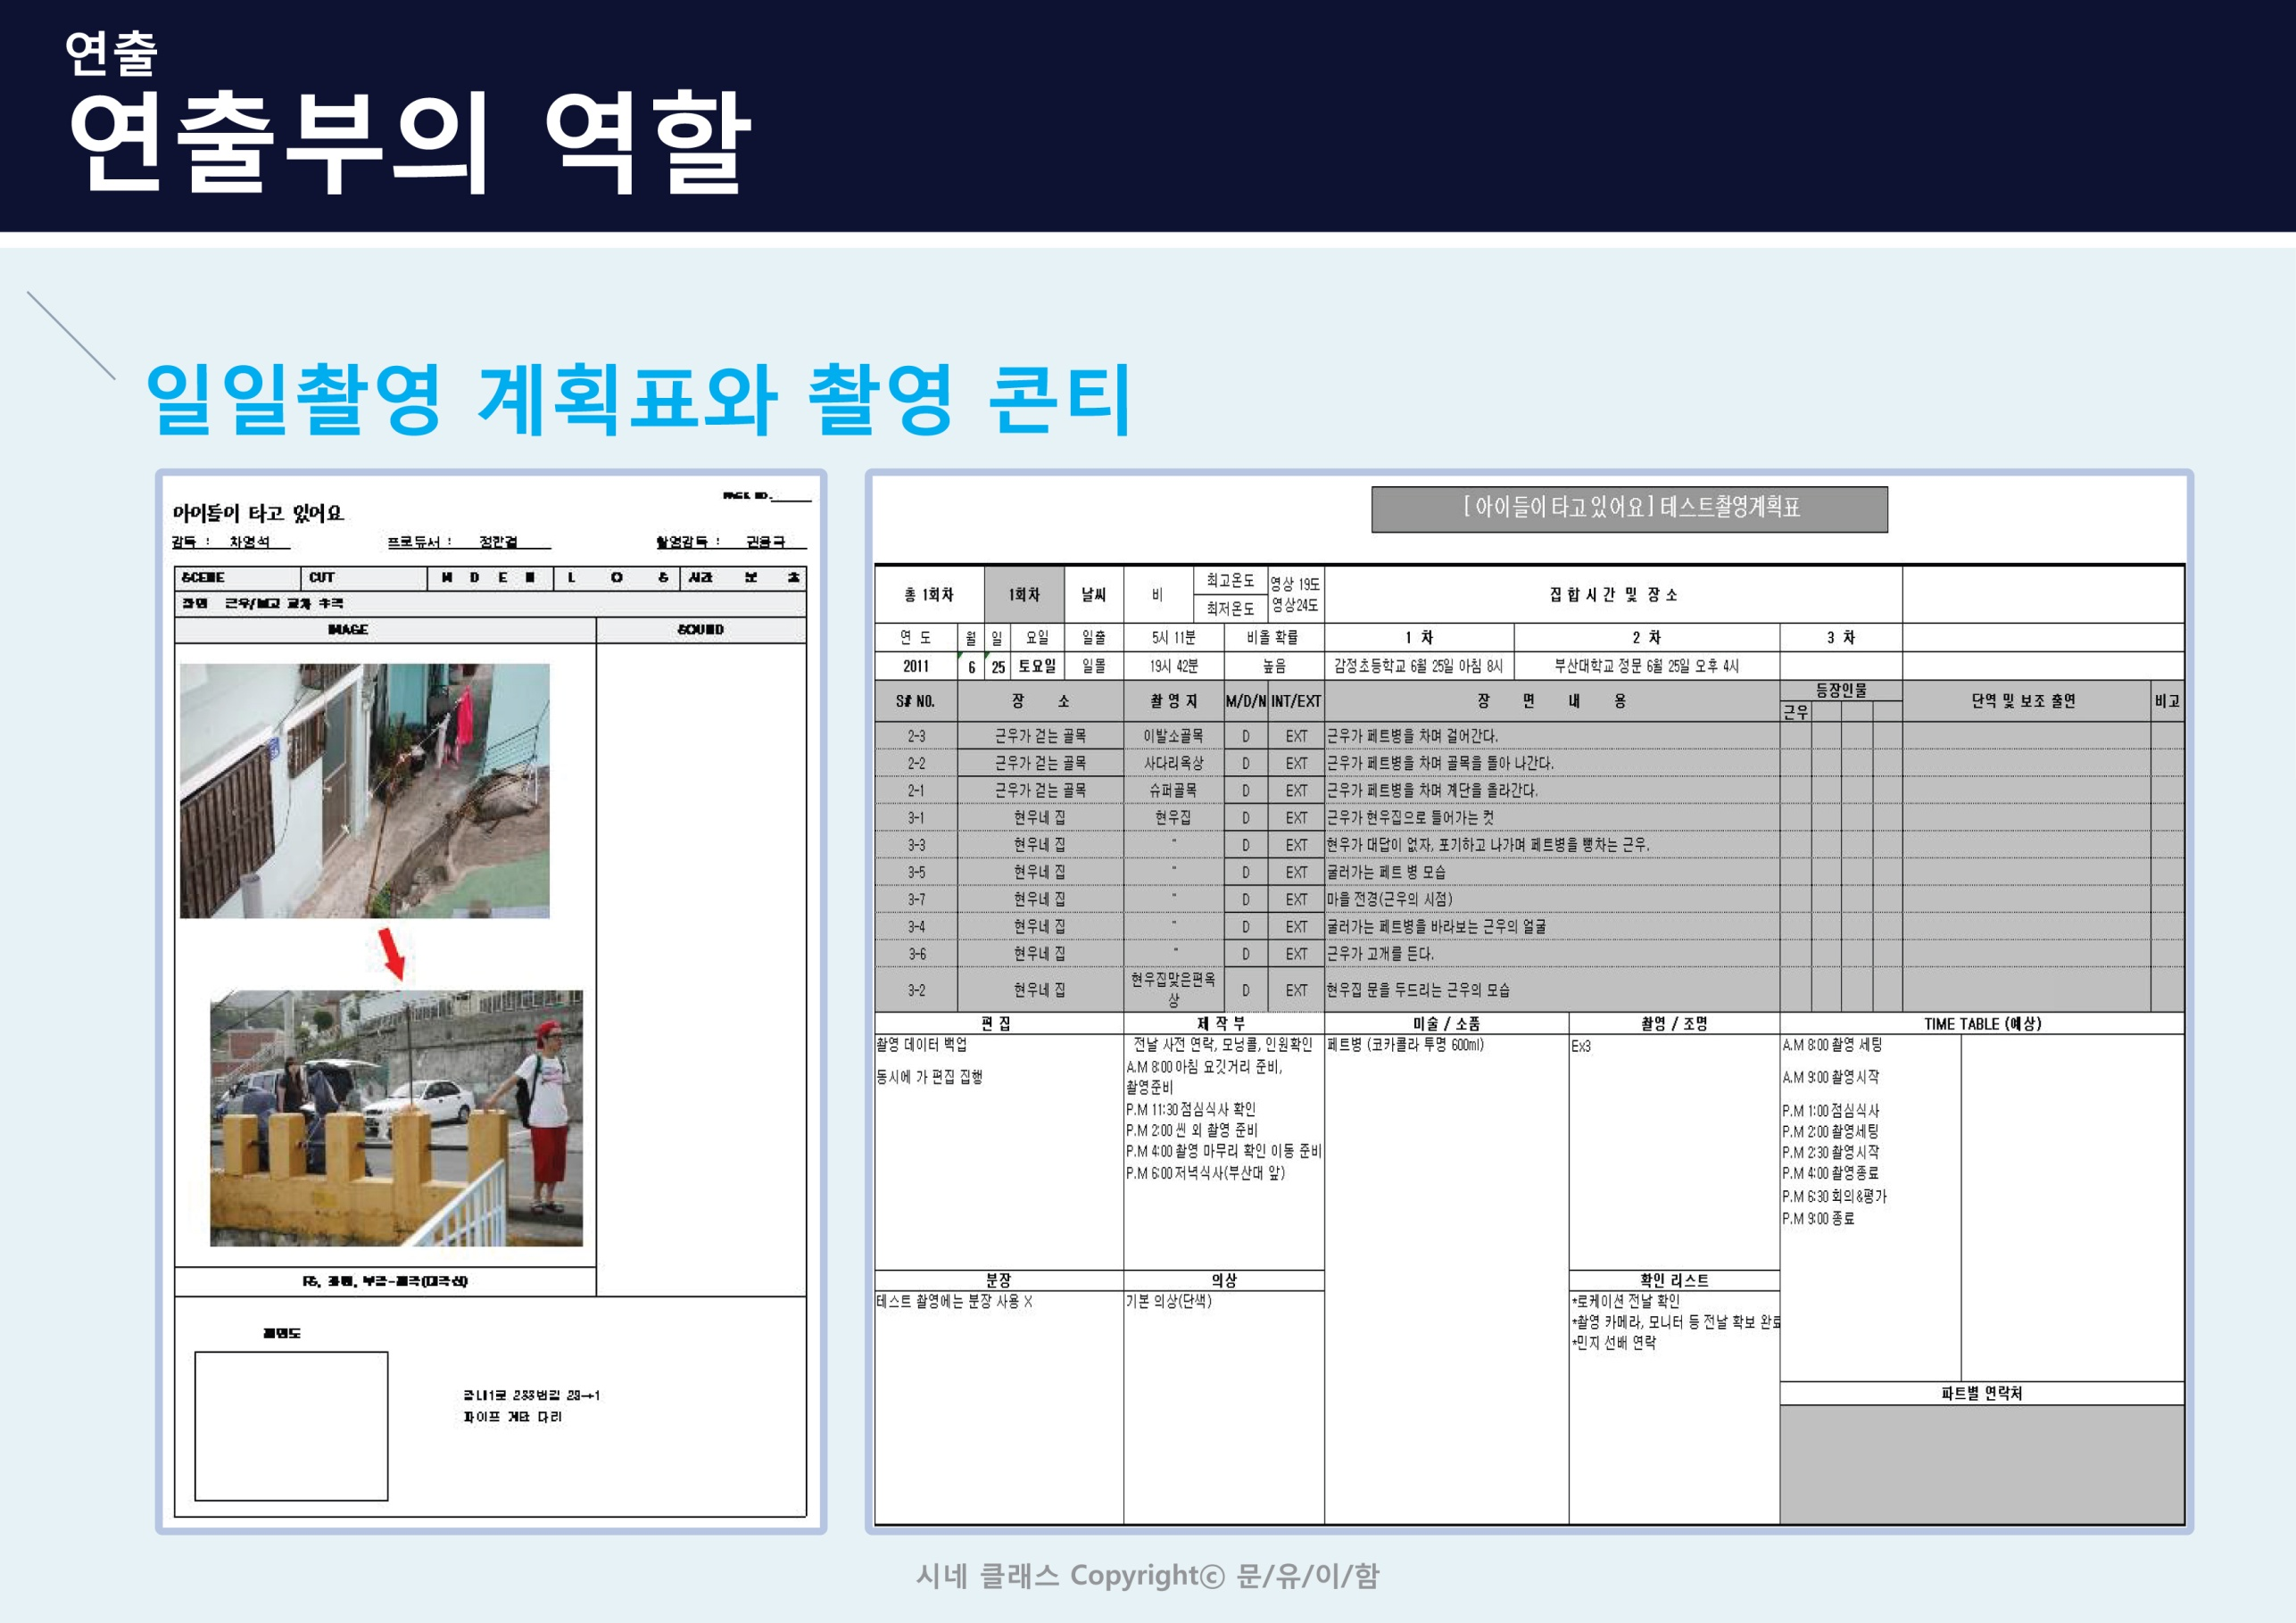 연출
연출부의 역할
일일촬영 계획표와 촬영 콘티
아이들이 타고 있어요
감독 : 차영석 프로듀서 : 정한결 촬영감독 :
SCENE CUT M D E N L O S 시간 분 초
장면
IMAGE SOUND
파이프 계단 다리
[ 아이들이 타고 있어요 ] 테스트촬영계획표
총 1회차 1회차 날씨 비 최고온도 영상 19도 집 합 시 간 및 장 소
최저온도 영상24도
연 도 월 일 요일 일출 5시 11분 비올 확률 1 차 2 차 3 차
2011 6 25 토요일 일몰 19시 42분 높음 감정초등학교 6월 25일 아침 8시 부산대학교 정문 6월 25일 오후 4시
S# NO. 장 소 촬 영 지 M/D/N INT/EXT 장 면 내 용 등장인물 단역 및 보조 출연 비고
근우
2-3 근우가 걷는 골목 이발소골목 D EXT 근우가 페트병을 차며 걸어간다.
2-2 근우가 걷는 골목 사다리옥상 D EXT 근우가 페트병을 차며 골목을 돌아 나간다.
2-1 근우가 걷는 골목 슈퍼골목 D EXT 근우가 페트병을 차며 계단을 올라간다.
3-1 현우네 집 현우집 D EXT 근우가 현우집으로 들어가는 컷
3-3 현우네 집 " D EXT 현우가 대답이 없자, 포기하고 나가며 페트병을 뻥차는 근우.
3-5 현우네 집 " D EXT 굴러가는 페트 병 모습
3-7 현우네 집 " D EXT 마을 전경(근우의 시점)
3-4 현우네 집 " D EXT 굴러가는 페트병을 바라보는 근우의 얼굴
3-6 현우네 집 " D EXT 근우가 고개를 든다.
3-2 현우네 집 현우집맞은편옥상 D EXT 현우집 문을 두드리는 근우의 모습
편 집 제 작 부 미술 / 소품 촬영 / 조명 TIME TABLE (예상)
촬영 데이터 백업
동시에 가 편집 집행
전날 사전 연락, 모닝콜, 인원확인
A.M 8:00 아침 요깃거리 준비,
촬영준비
P.M 11:30 점심식사 확인
P.M 2:00 씬 외 촬영 준비
P.M 4:00 촬영 마무리 확인 이동 준비
P.M 6:00 저녁식사(부산대 앞)
페트병 (코카콜라 투명 600ml)
Ex3
A.M 8:00 촬영 세팅
A.M 9:00 촬영시작
P.M 1:00 점심식사
P.M 2:00 촬영세팅
P.M 2:30 촬영시작
P.M 4:00 촬영종료
P.M 6:30 회의&평가
P.M 9:00 종료
분장 의상 확인 리스트
테스트 촬영에는 분장 사용 X
기본 의상(단색)
*로케이션 전날 확인
*촬영 카메라, 모니터 등 전날 확보 완료
*민지 선배 연락
파트별 연락처
시네 클래스 Copyright© 문/유/이/함